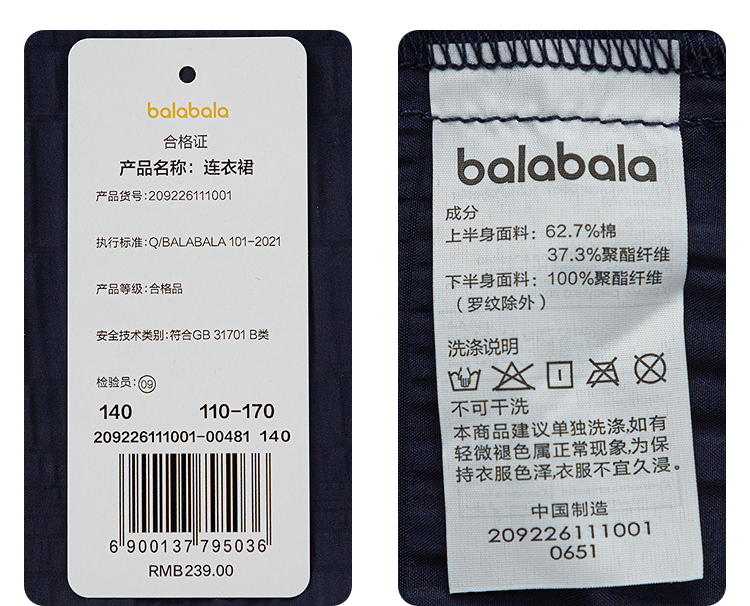 balabala
合格证
产品名称：连衣裙
产品货号:209226111001
执行标准:Q/BALABALA 101-2021
产品等级:合格品
安全技术类别:符合GB 31701 B类
检验员:09
140 110-170
209226111001-00481 140
6 900137 795036
RMB239.00
balabala
成分
上半身面料：62.7%棉
37.3%聚酯纤维
下半身面料：100%聚酯纤维
（罗纹除外）
洗涤说明
不可干洗
本商品建议单独洗涤,如有
轻微褪色属正常现象,为保
持衣服色泽,衣服不宜久浸。
中国制造
209226111001
0651